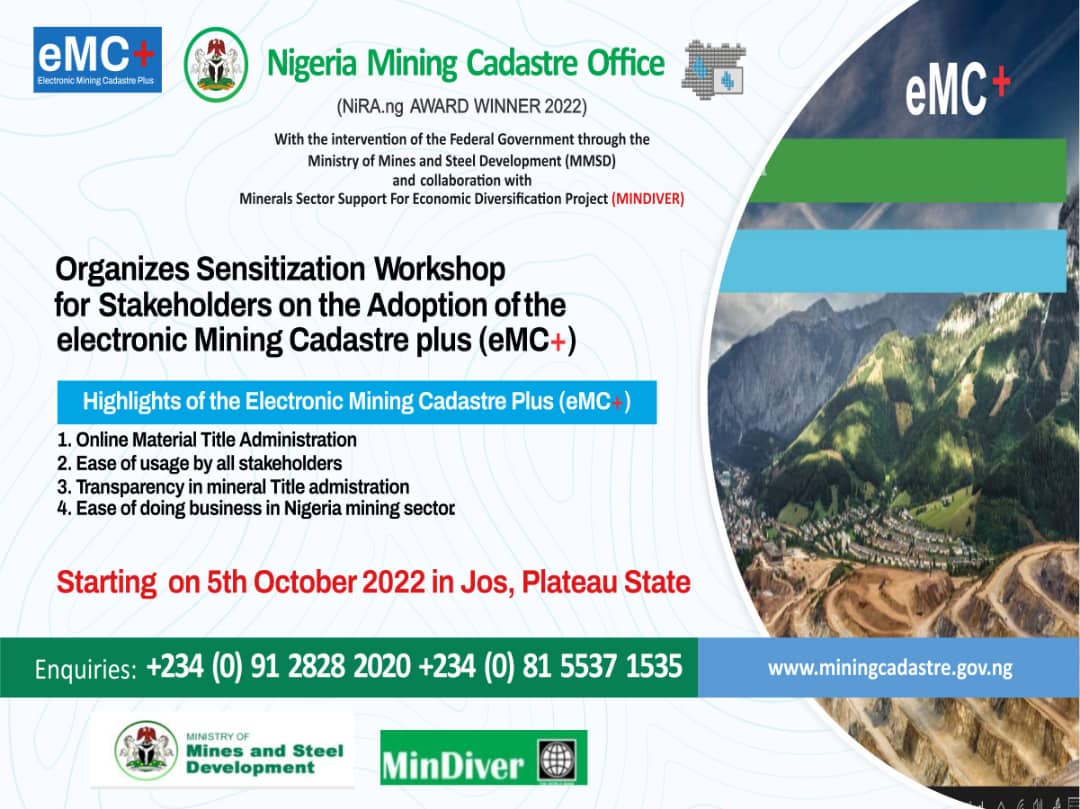 eMC+
Electronic Mining Cadastre Plus
Nigeria Mining Cadastre Office
(NiRA.ng AWARD WINNER 2022)
With the intervention of the Federal Government through the
Ministry of Mines and Steel Development (MMSD)
and collaboration with
Minerals Sector Support For Economic Diversification Project (MINDIVER)
eMC+
Organizes Sensitization Workshop
for Stakeholders on the Adoption of the
electronic Mining Cadastre plus (eMC+)
Highlights of the Electronic Mining Cadastre Plus (eMC+)
1. Online Material Title Administration
2. Ease of usage by all stakeholders
3. Transparency in mineral Title admistration
4. Ease of doing business in Nigeria mining sector.
Starting on 5th October 2022 in Jos, Plateau State
Enquiries: +234 (0) 91 2828 2020 +234 (0) 81 5537 1535
www.miningcadastre.gov.ng
MINISTRY OF
Mines and Steel
Development
MinDiver